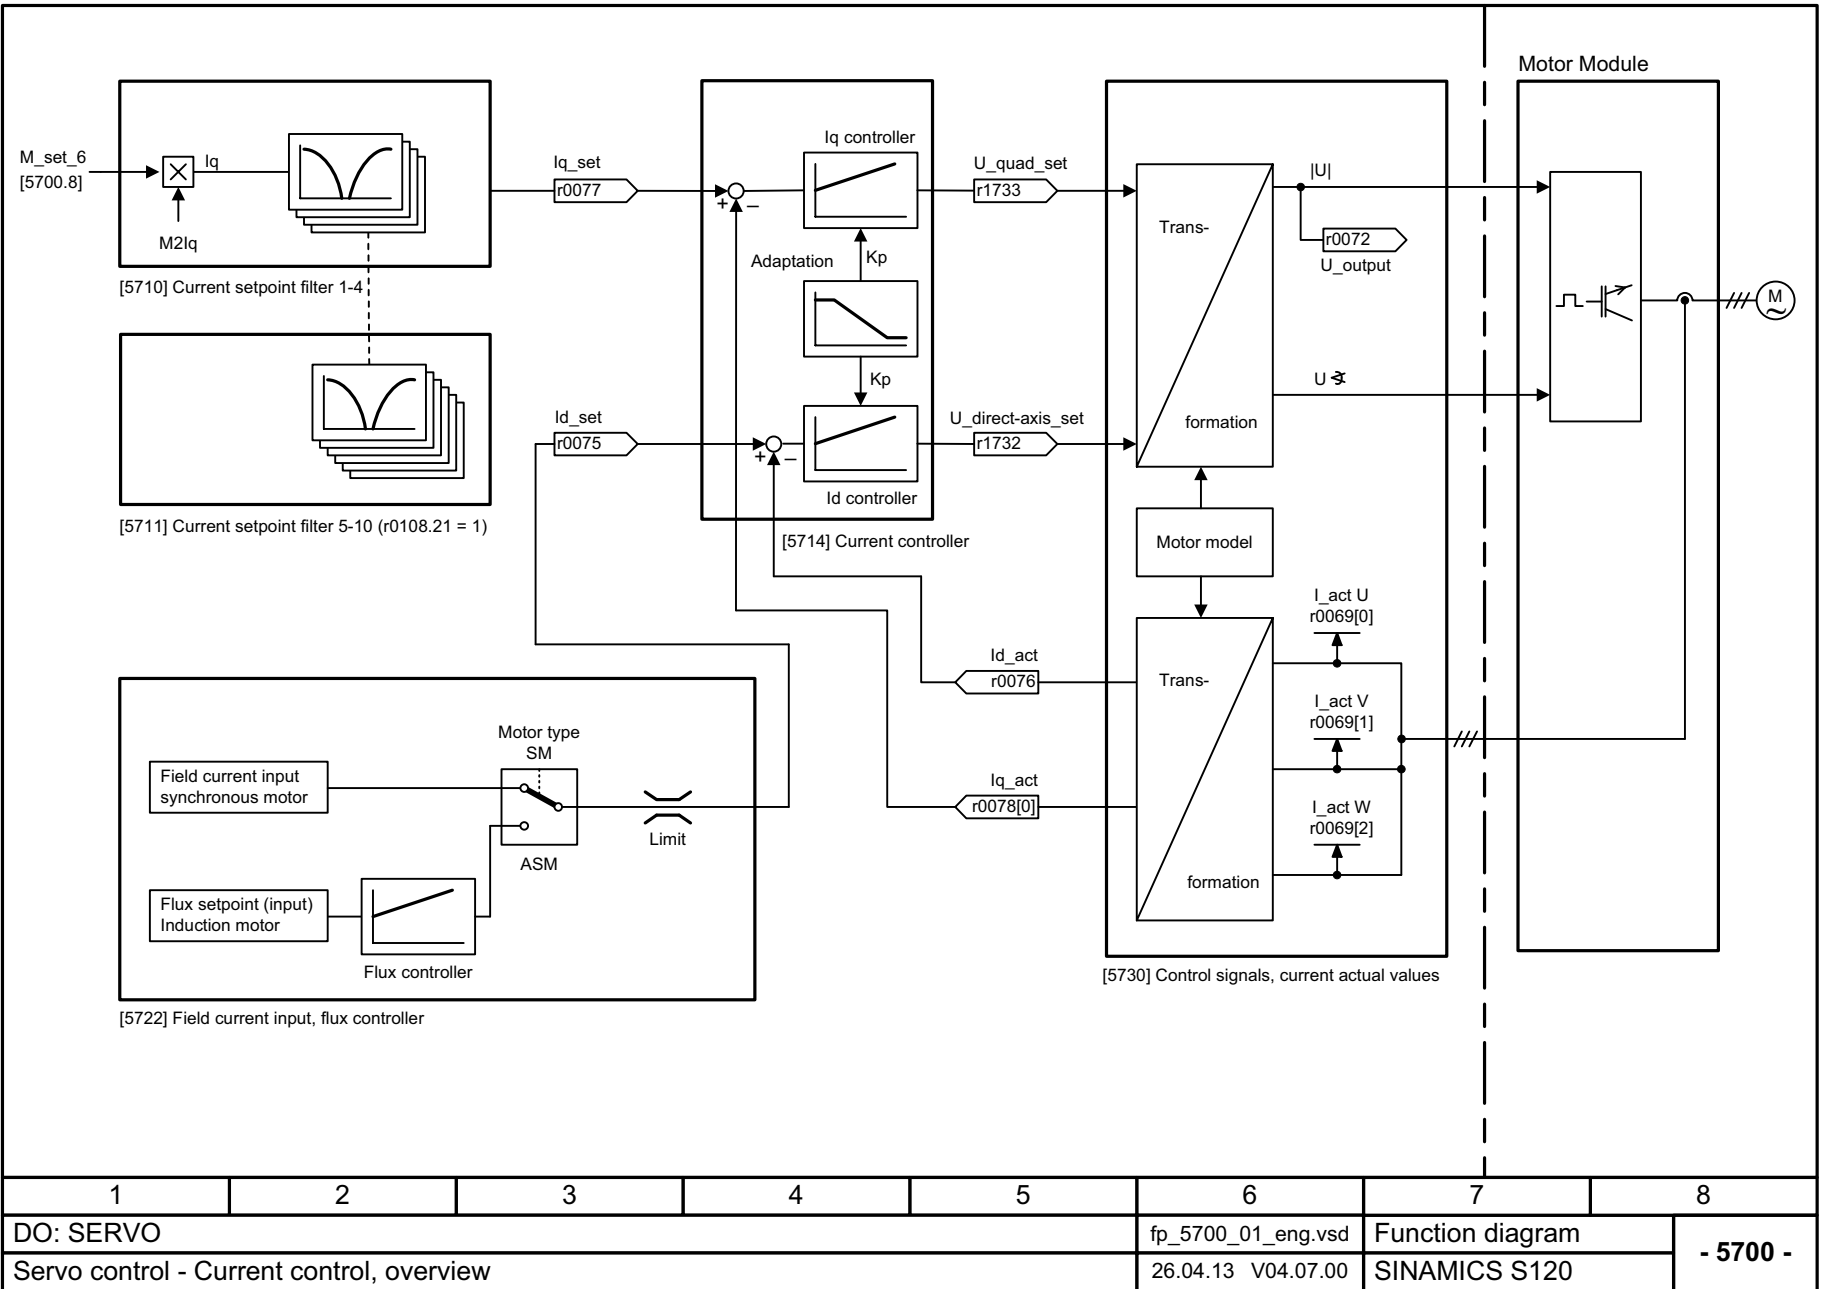 Motor Module
M_set_6
[5700.8]
Iq
M2Iq
[5710] Current setpoint filter 1-4
Iq_set
r0077
+
–
Iq controller
Adaptation
Kp
Kp
U_quad_set
r1733
Trans-
formation
|U|
r0072
U_output
U ∢
M
~
[5711] Current setpoint filter 5-10 (r0108.21 = 1)
Id_set
r0075
+
–
Id controller
[5714] Current controller
U_direct-axis_set
r1732
Motor model
Id_act
r0076
Iq_act
r0078[0]
Trans-
formation
I_act U
r0069[0]
I_act V
r0069[1]
I_act W
r0069[2]
[5730] Control signals, current actual values
Field current input
synchronous motor
Motor type
SM
ASM
Limit
Flux setpoint (input)
Induction motor
Flux controller
[5722] Field current input, flux controller
1 2 3 4 5 6 7 8
DO: SERVO
fp_5700_01_eng.vsd
Function diagram
- 5700 -
Servo control - Current control, overview
26.04.13 V04.07.00
SINAMICS S120